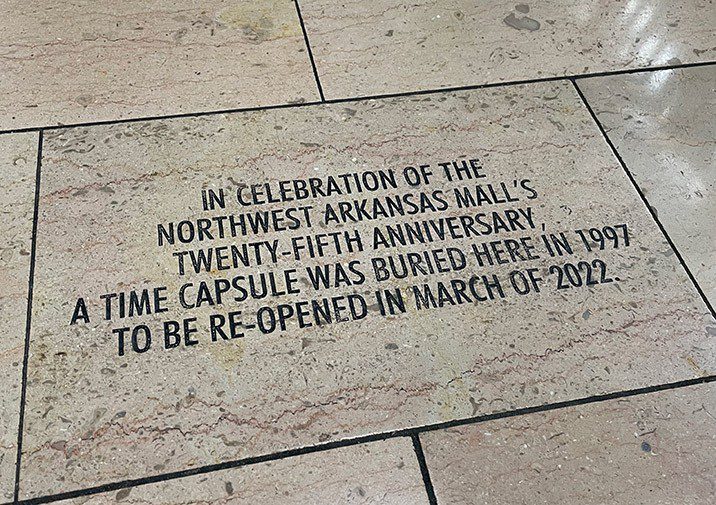 IN CELEBRATION OF THE
NORTHWEST ARKANSAS MALL'S
TWENTY-FIFTH ANNIVERSARY,
A TIME CAPSULE WAS BURIED HERE IN 1997
TO BE RE-OPENED IN MARCH OF 2022.